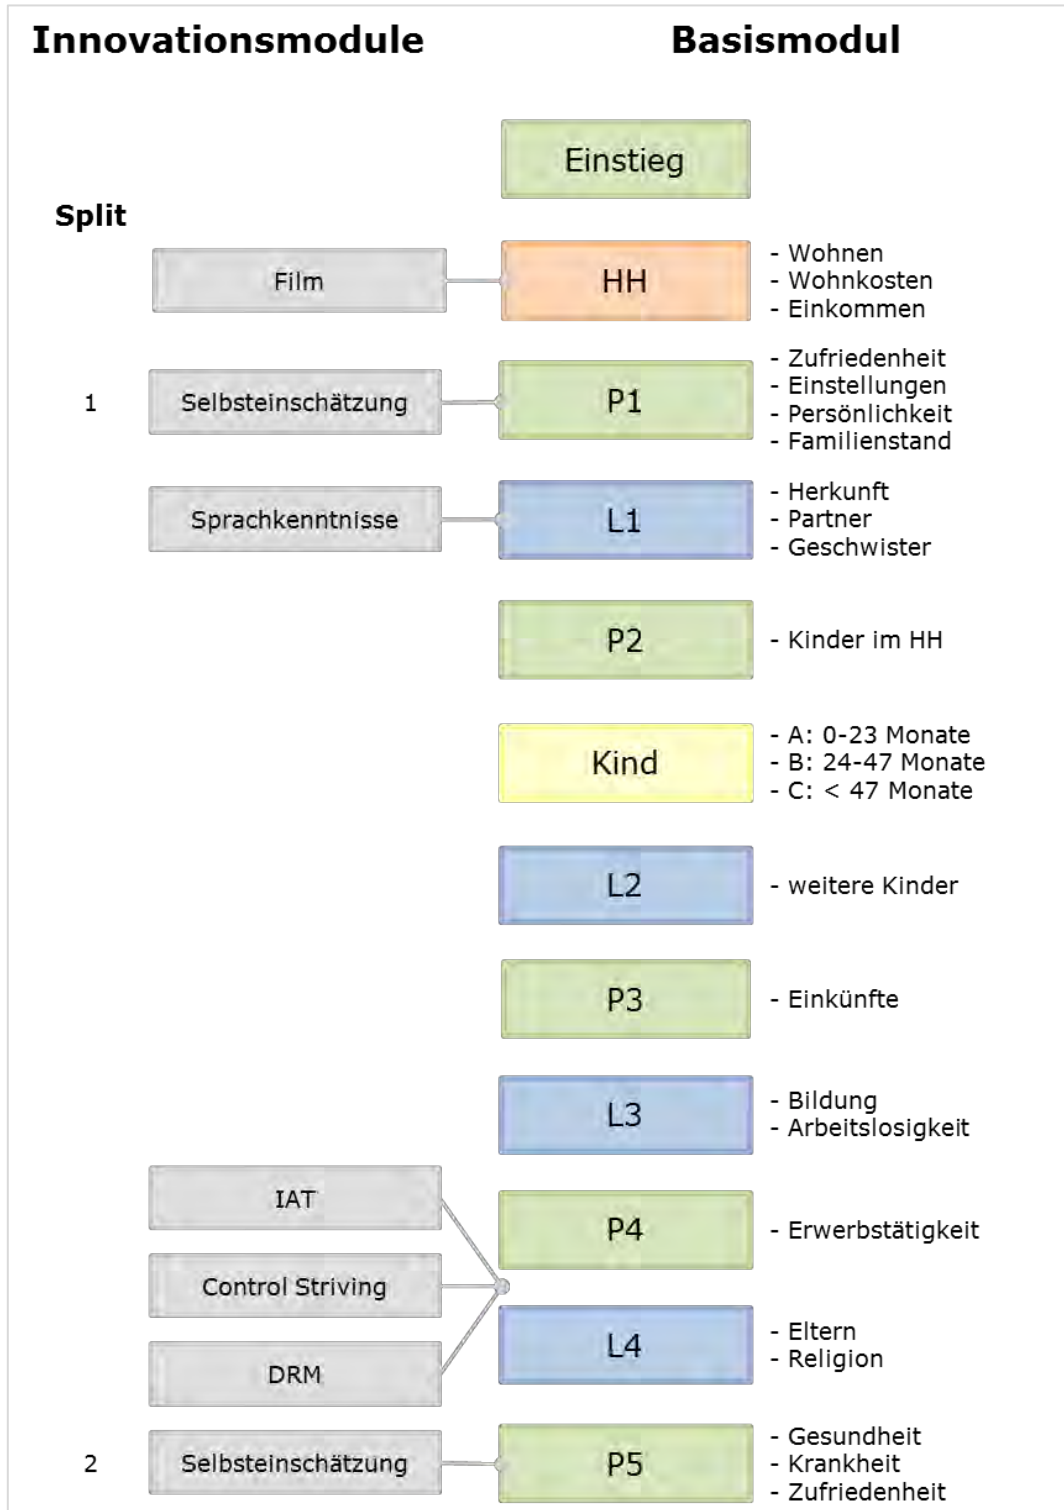 Innovationsmodule Basismodul
Einstieg
Split
Film HH - Wohnen
- Wohnkosten
- Einkommen
1 Selbsteinschätzung P1 - Zufriedenheit
- Einstellungen
- Persönlichkeit
- Familienstand
Sprachkenntnisse L1 - Herkunft
- Partner
- Geschwister
P2 - Kinder im HH
Kind - A: 0-23 Monate
- B: 24-47 Monate
- C: < 47 Monate
L2 - weitere Kinder
P3 - Einkünfte
L3 - Bildung
- Arbeitslosigkeit
IAT
P4 - Erwerbstätigkeit
Control Striving
L4 - Eltern
- Religion
DRM
2 Selbsteinschätzung P5 - Gesundheit
- Krankheit
- Zufriedenheit